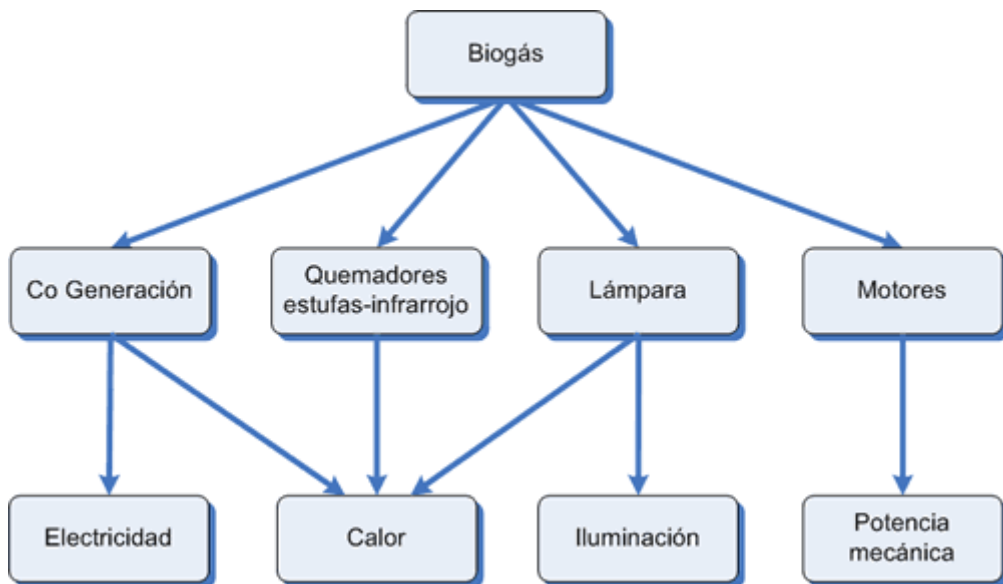 Biogás
Co Generación
Quemadores
estufas-infrarrojo
Lámpara
Motores
Electricidad
Calor
Iluminación
Potencia
mecánica